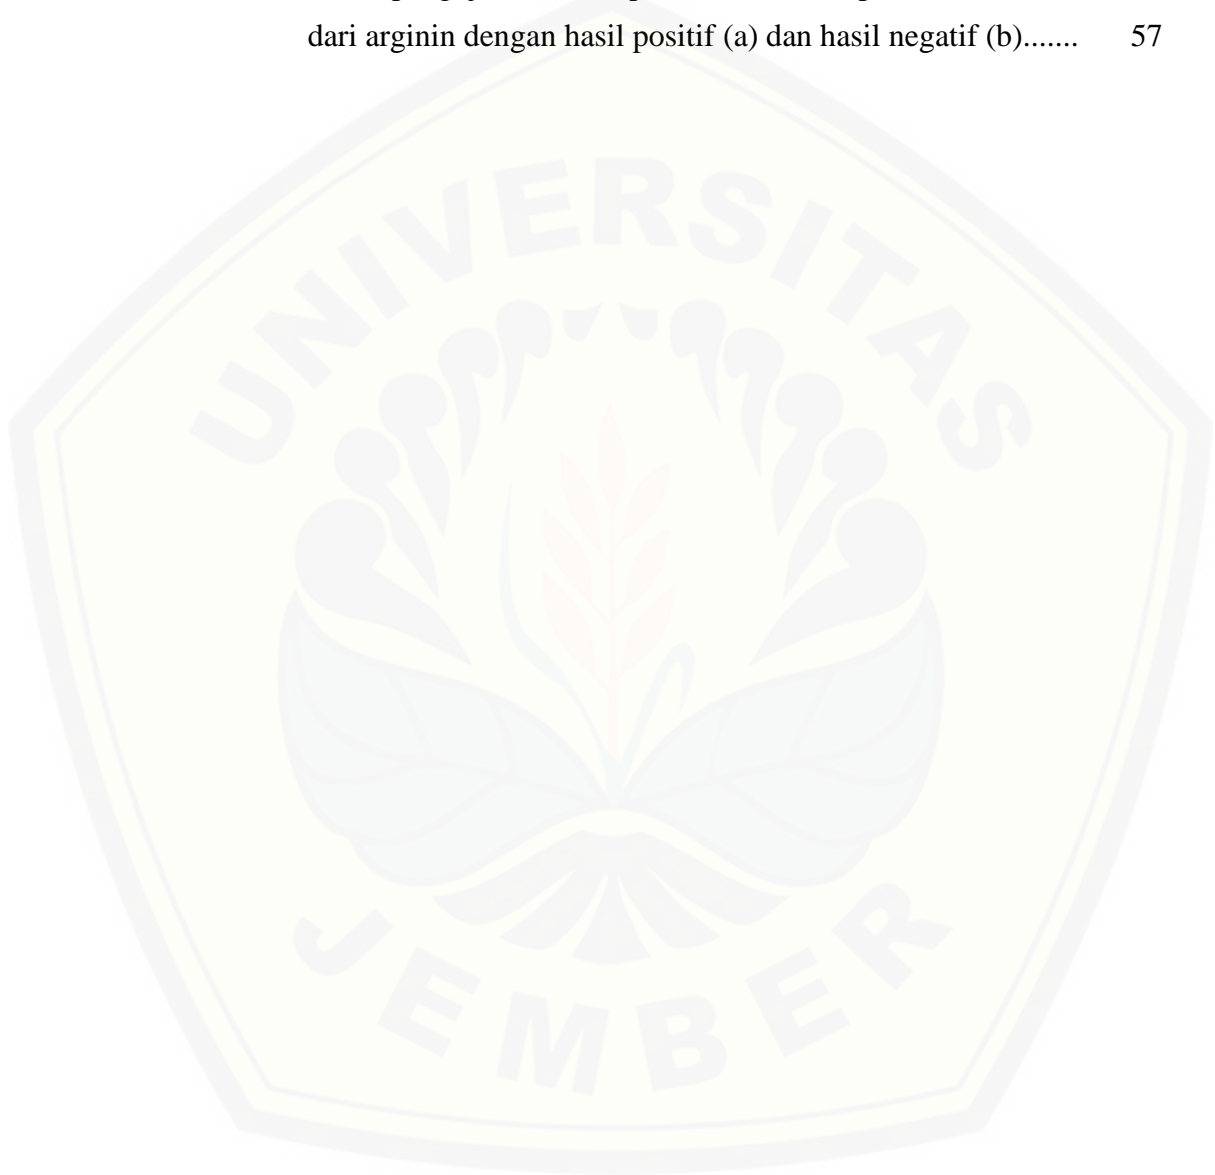 dari arginin dengan hasil positif (a) dan hasil negatif (b)....... 57
UNIVERSITAS
JEMBER